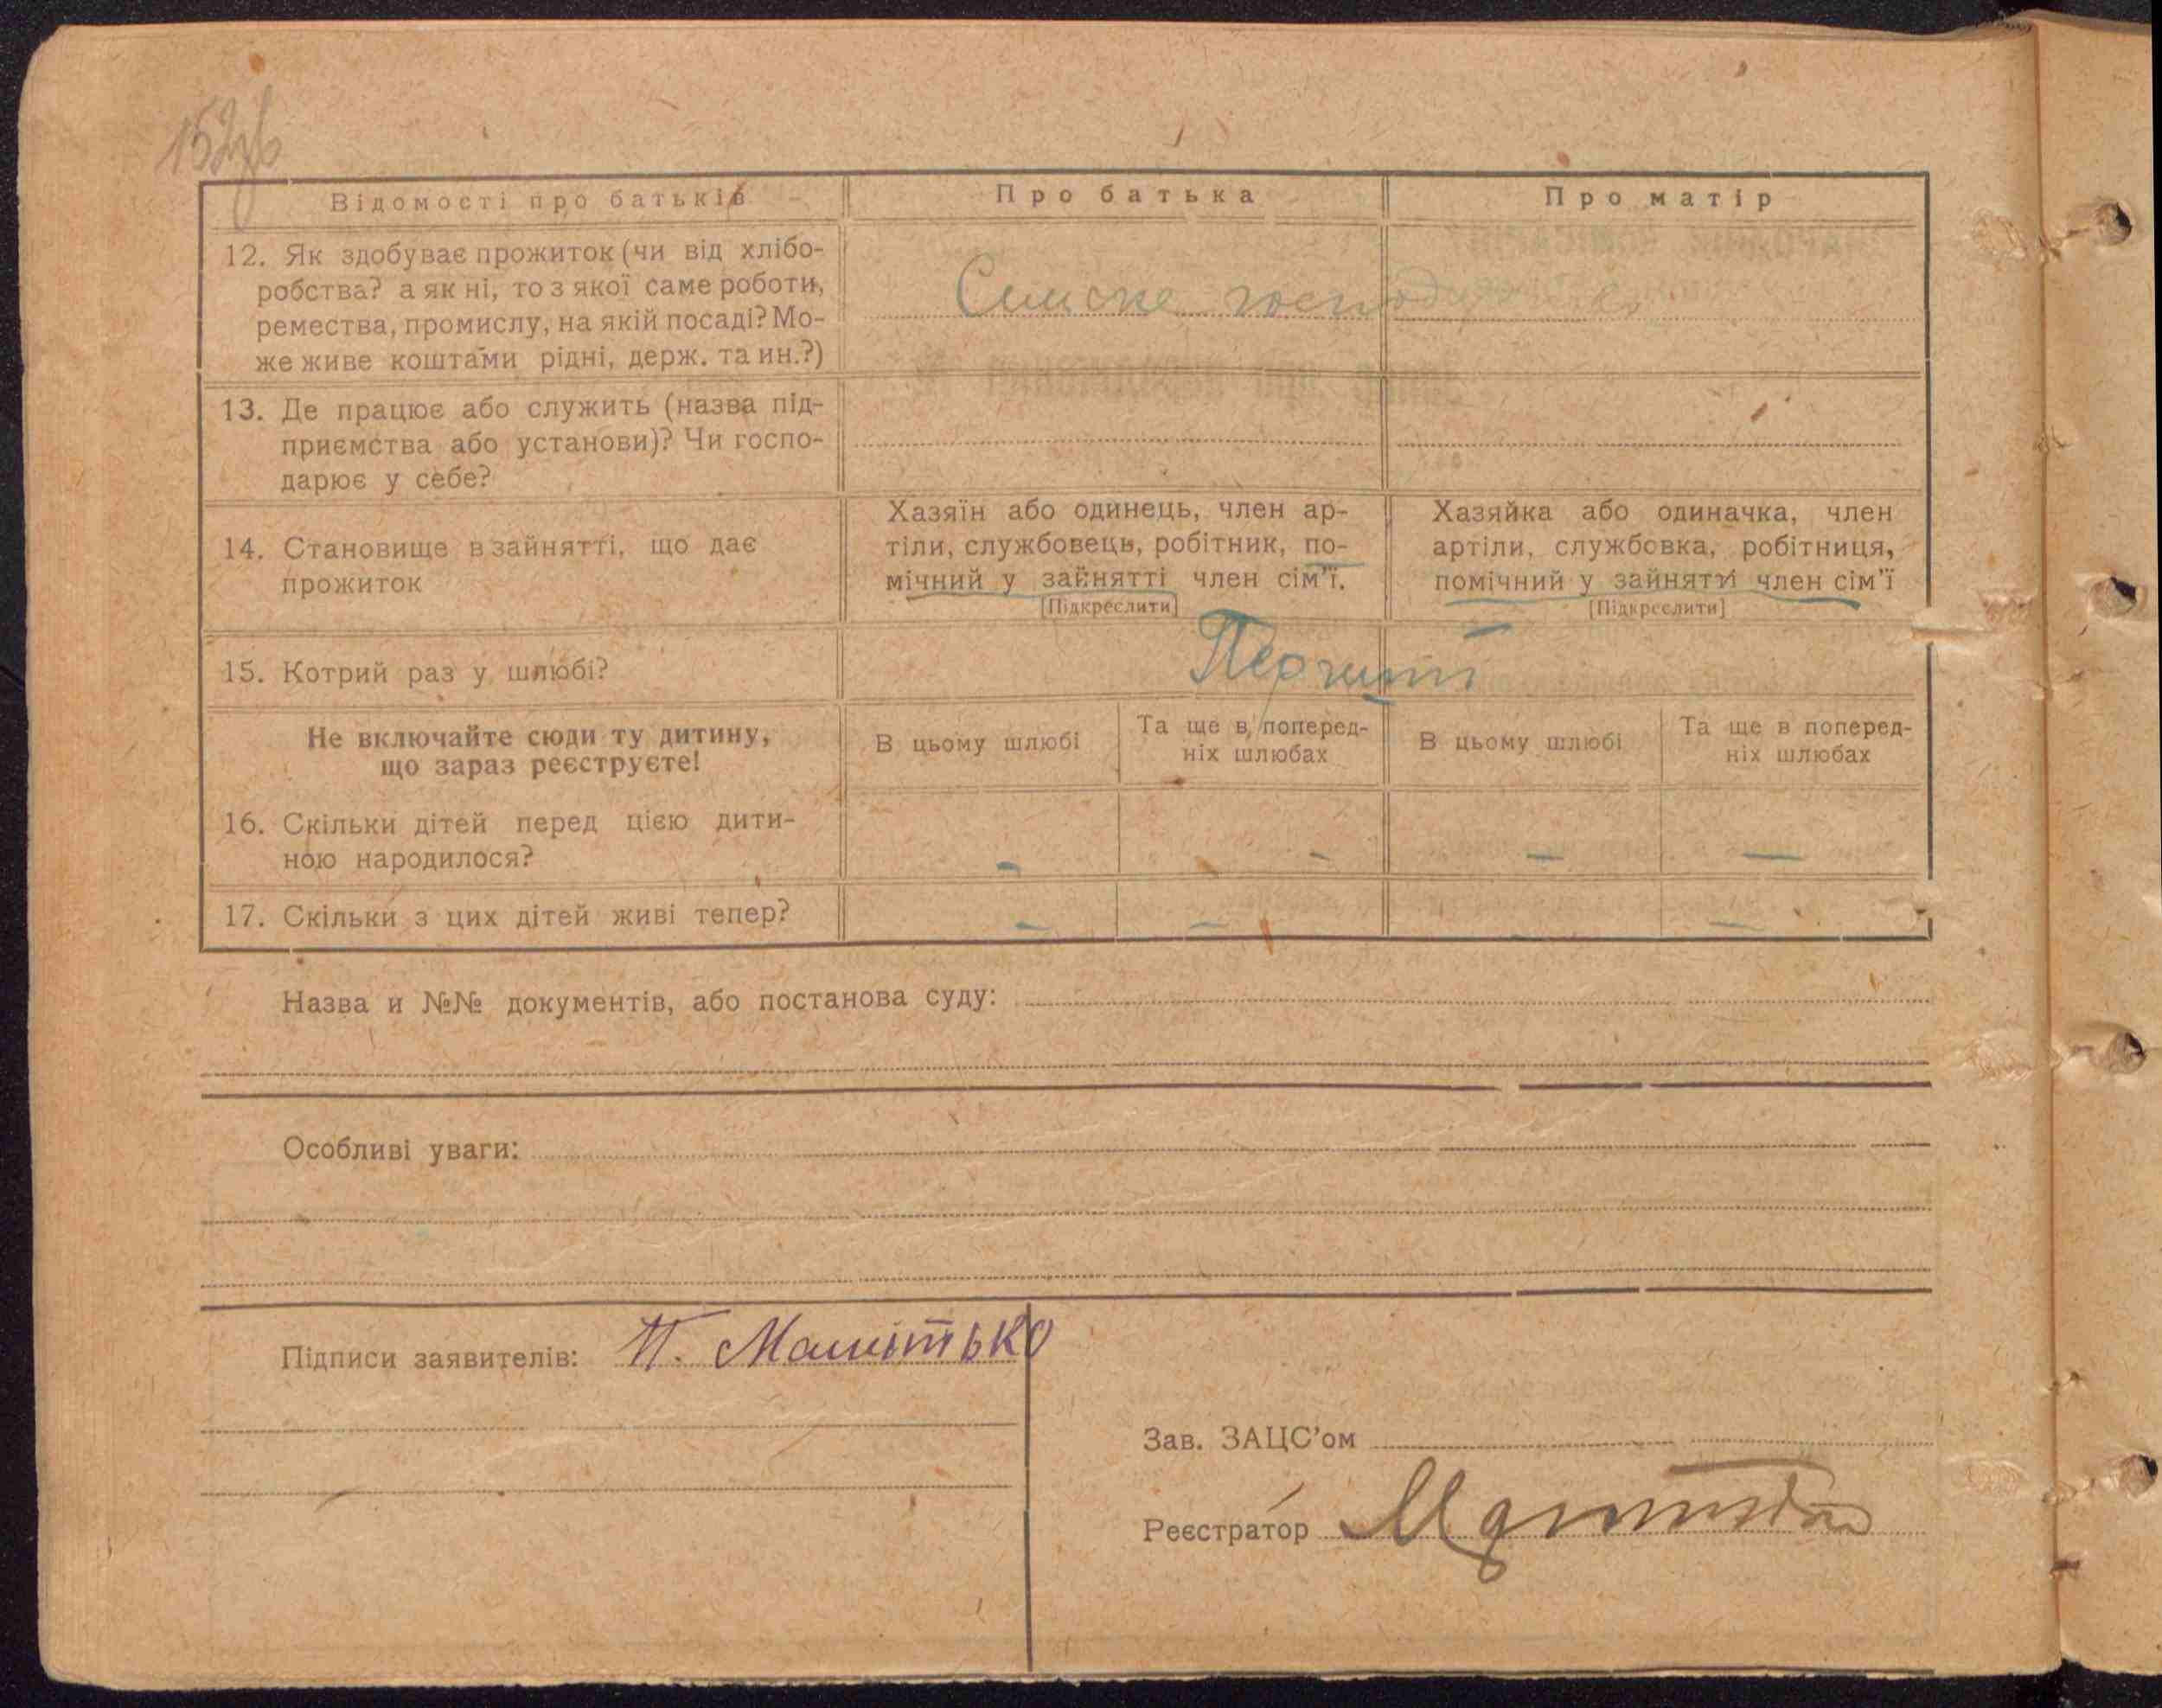 152зв
Відомості про батьків
Про батька
Про матір
12. Як здобуває прожиток (чи від хлібо-
робства? а як ні, то з якої саме роботи,
ремества, промислу, на якій посаді? Мо-
же живе коштами рідні, держ. та ин.?)
Сільске господ
13. Де працює або служить (назва під-
приємства або установи)? Чи госпо-
дарює у себе?
14. Становище в зайнятті, що дає
прожиток
Хазяїн або одинець, член ар-
тіли, службовець, робітник, по-
мічний у зайнятті член сім'ї.
[Підкреслити]
Хазяйка або одиначка, член
артіли, службовка, робітниця,
помічний у зайнятті член сім'ї
[Підкреслити]
15. Котрий раз у шлюбі?
Перший
Не включайте сюди ту дитину,
що зараз реєструєте!
В цьому шлюбі
Та ще в поперед-
ніх шлюбах
В цьому шлюбі
Та ще в поперед-
ніх шлюбах
16. Скільки дітей перед цією дити-
ною народилося?
– – – –
17. Скільки з цих дітей живі тепер?
– – – –
Назва и №№ документів, або постанова суду:
Особливі уваги:
Підписи заявителів: П.
Зав. ЗАЦС'ом
Реєстратор